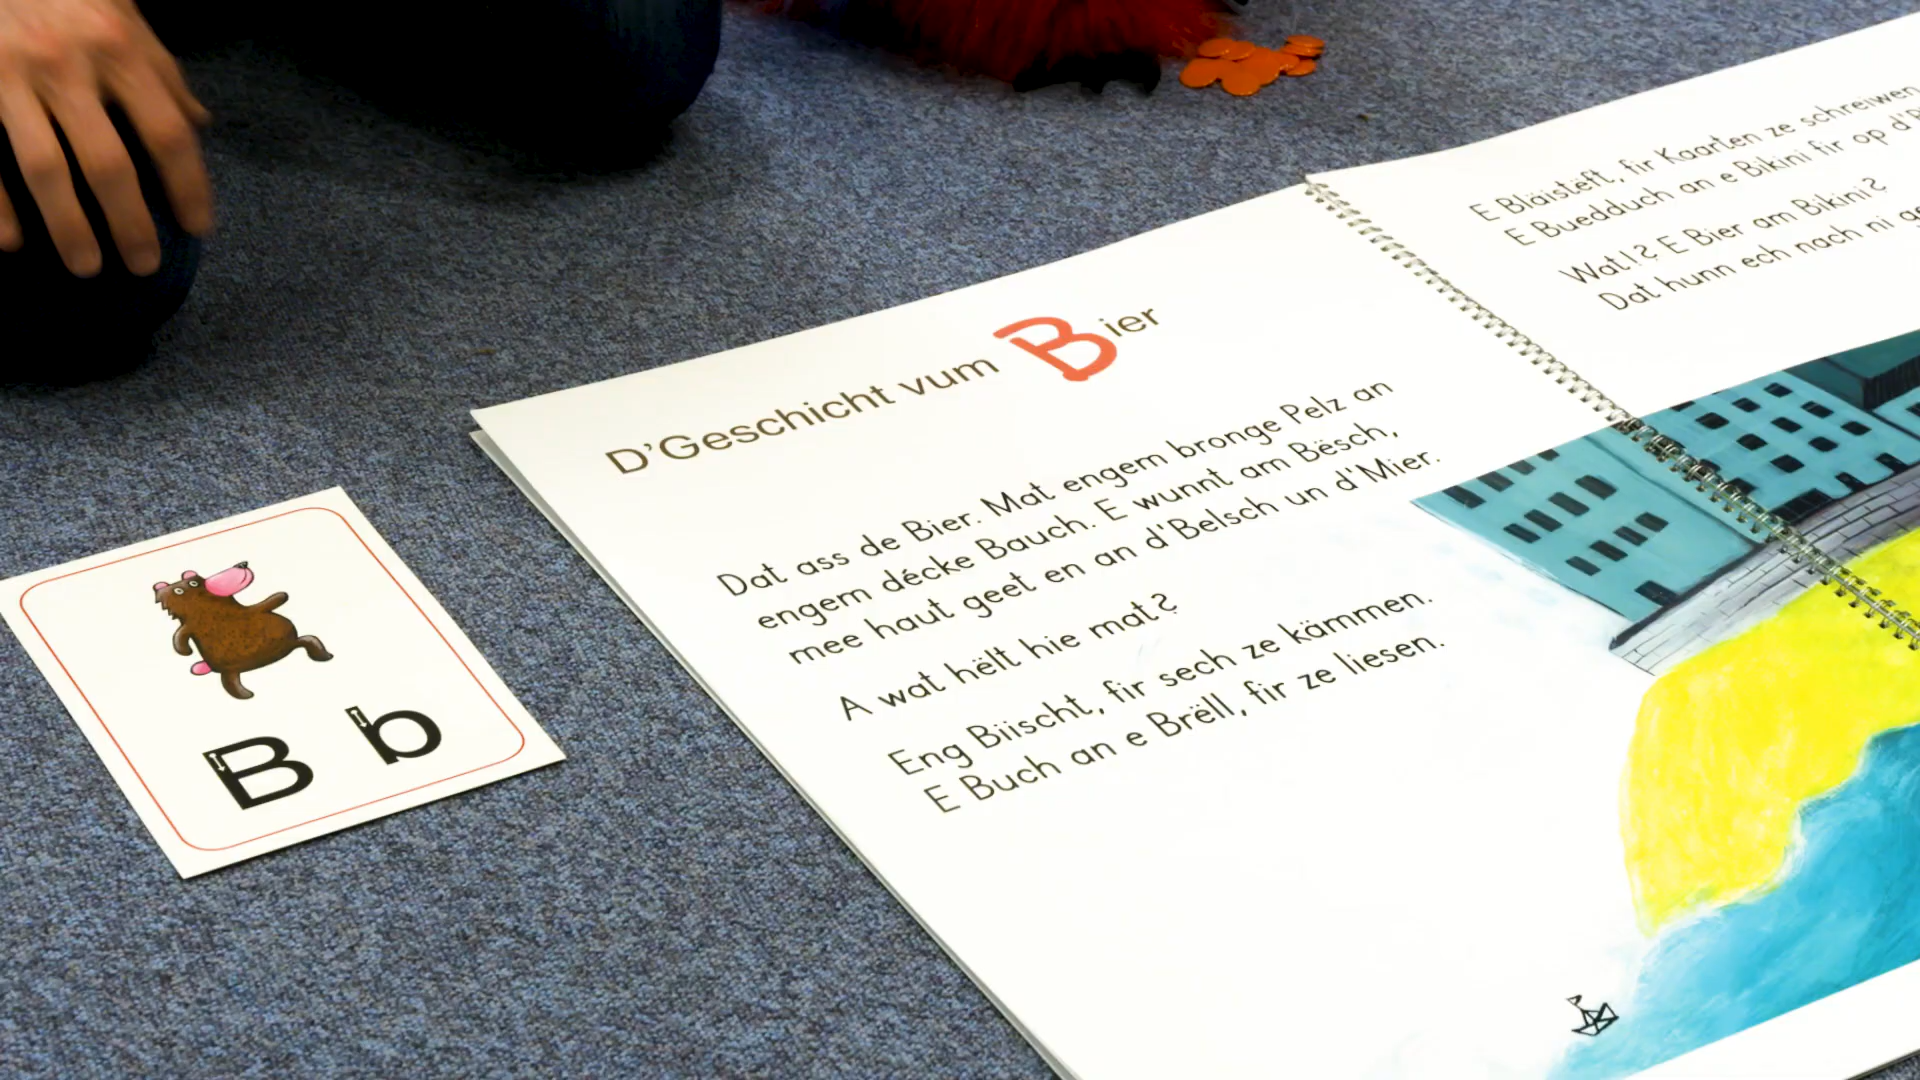 D'Geschicht vum Bier
Dat ass de Bier. Mat engem bronge Pelz an
engem décke Bauch. E wunnt am Bësch,
mee haut geet en an d'Belsch un d'Mier.
A wat hëlt hie mat?
Eng Biischt, fir sech ze kämmen.
E Buch an e Brëll, fir ze liesen.
E Bläistëft, fir Kaarten ze schreiwen
E Buedduch an e Bikini fir op d'
Wat!? E Bier am Bikini?
Dat hunn ech nach ni
B b